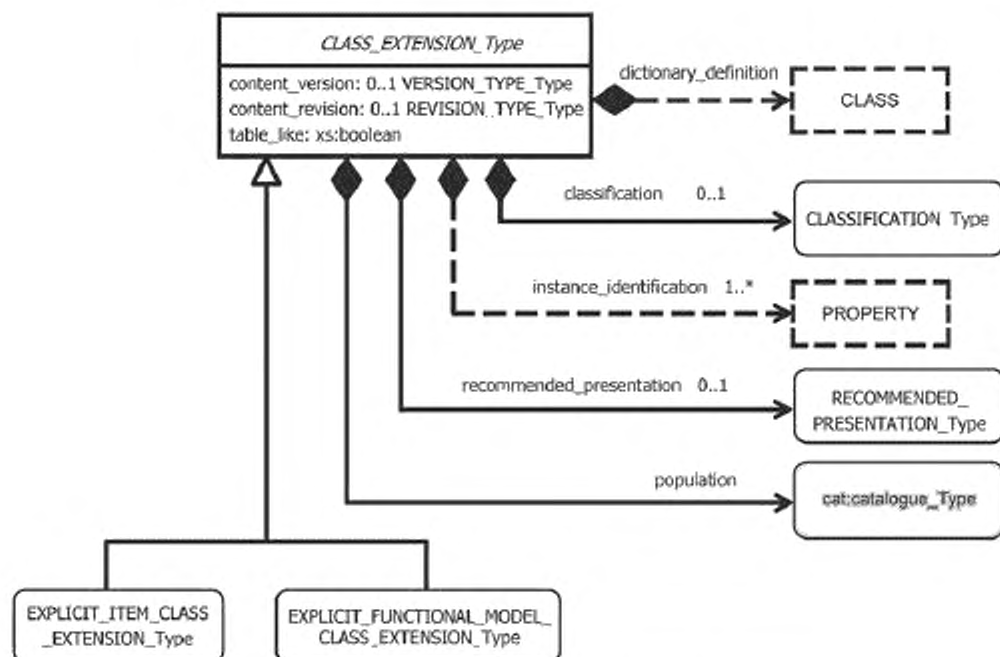 CLASS_EXTENSION_Type
content_version: 0..1 VERSION_TYPE_Type
content_revision: 0..1 REVISION_TYPE_Type
table_like: xs:boolean
dictionary_definition
CLASS
classification 0..1
CLASSIFICATION Type
instance_identification 1..*
PROPERTY
recommended_presentation 0..1
RECOMMENDED_
PRESENTATION_Type
population
cat:catalogue_Type
EXPLICIT_ITEM_CLASS
_EXTENSION_Type
EXPLICIT_FUNCTIONAL_MODEL_
CLASS_EXTENSION_Type